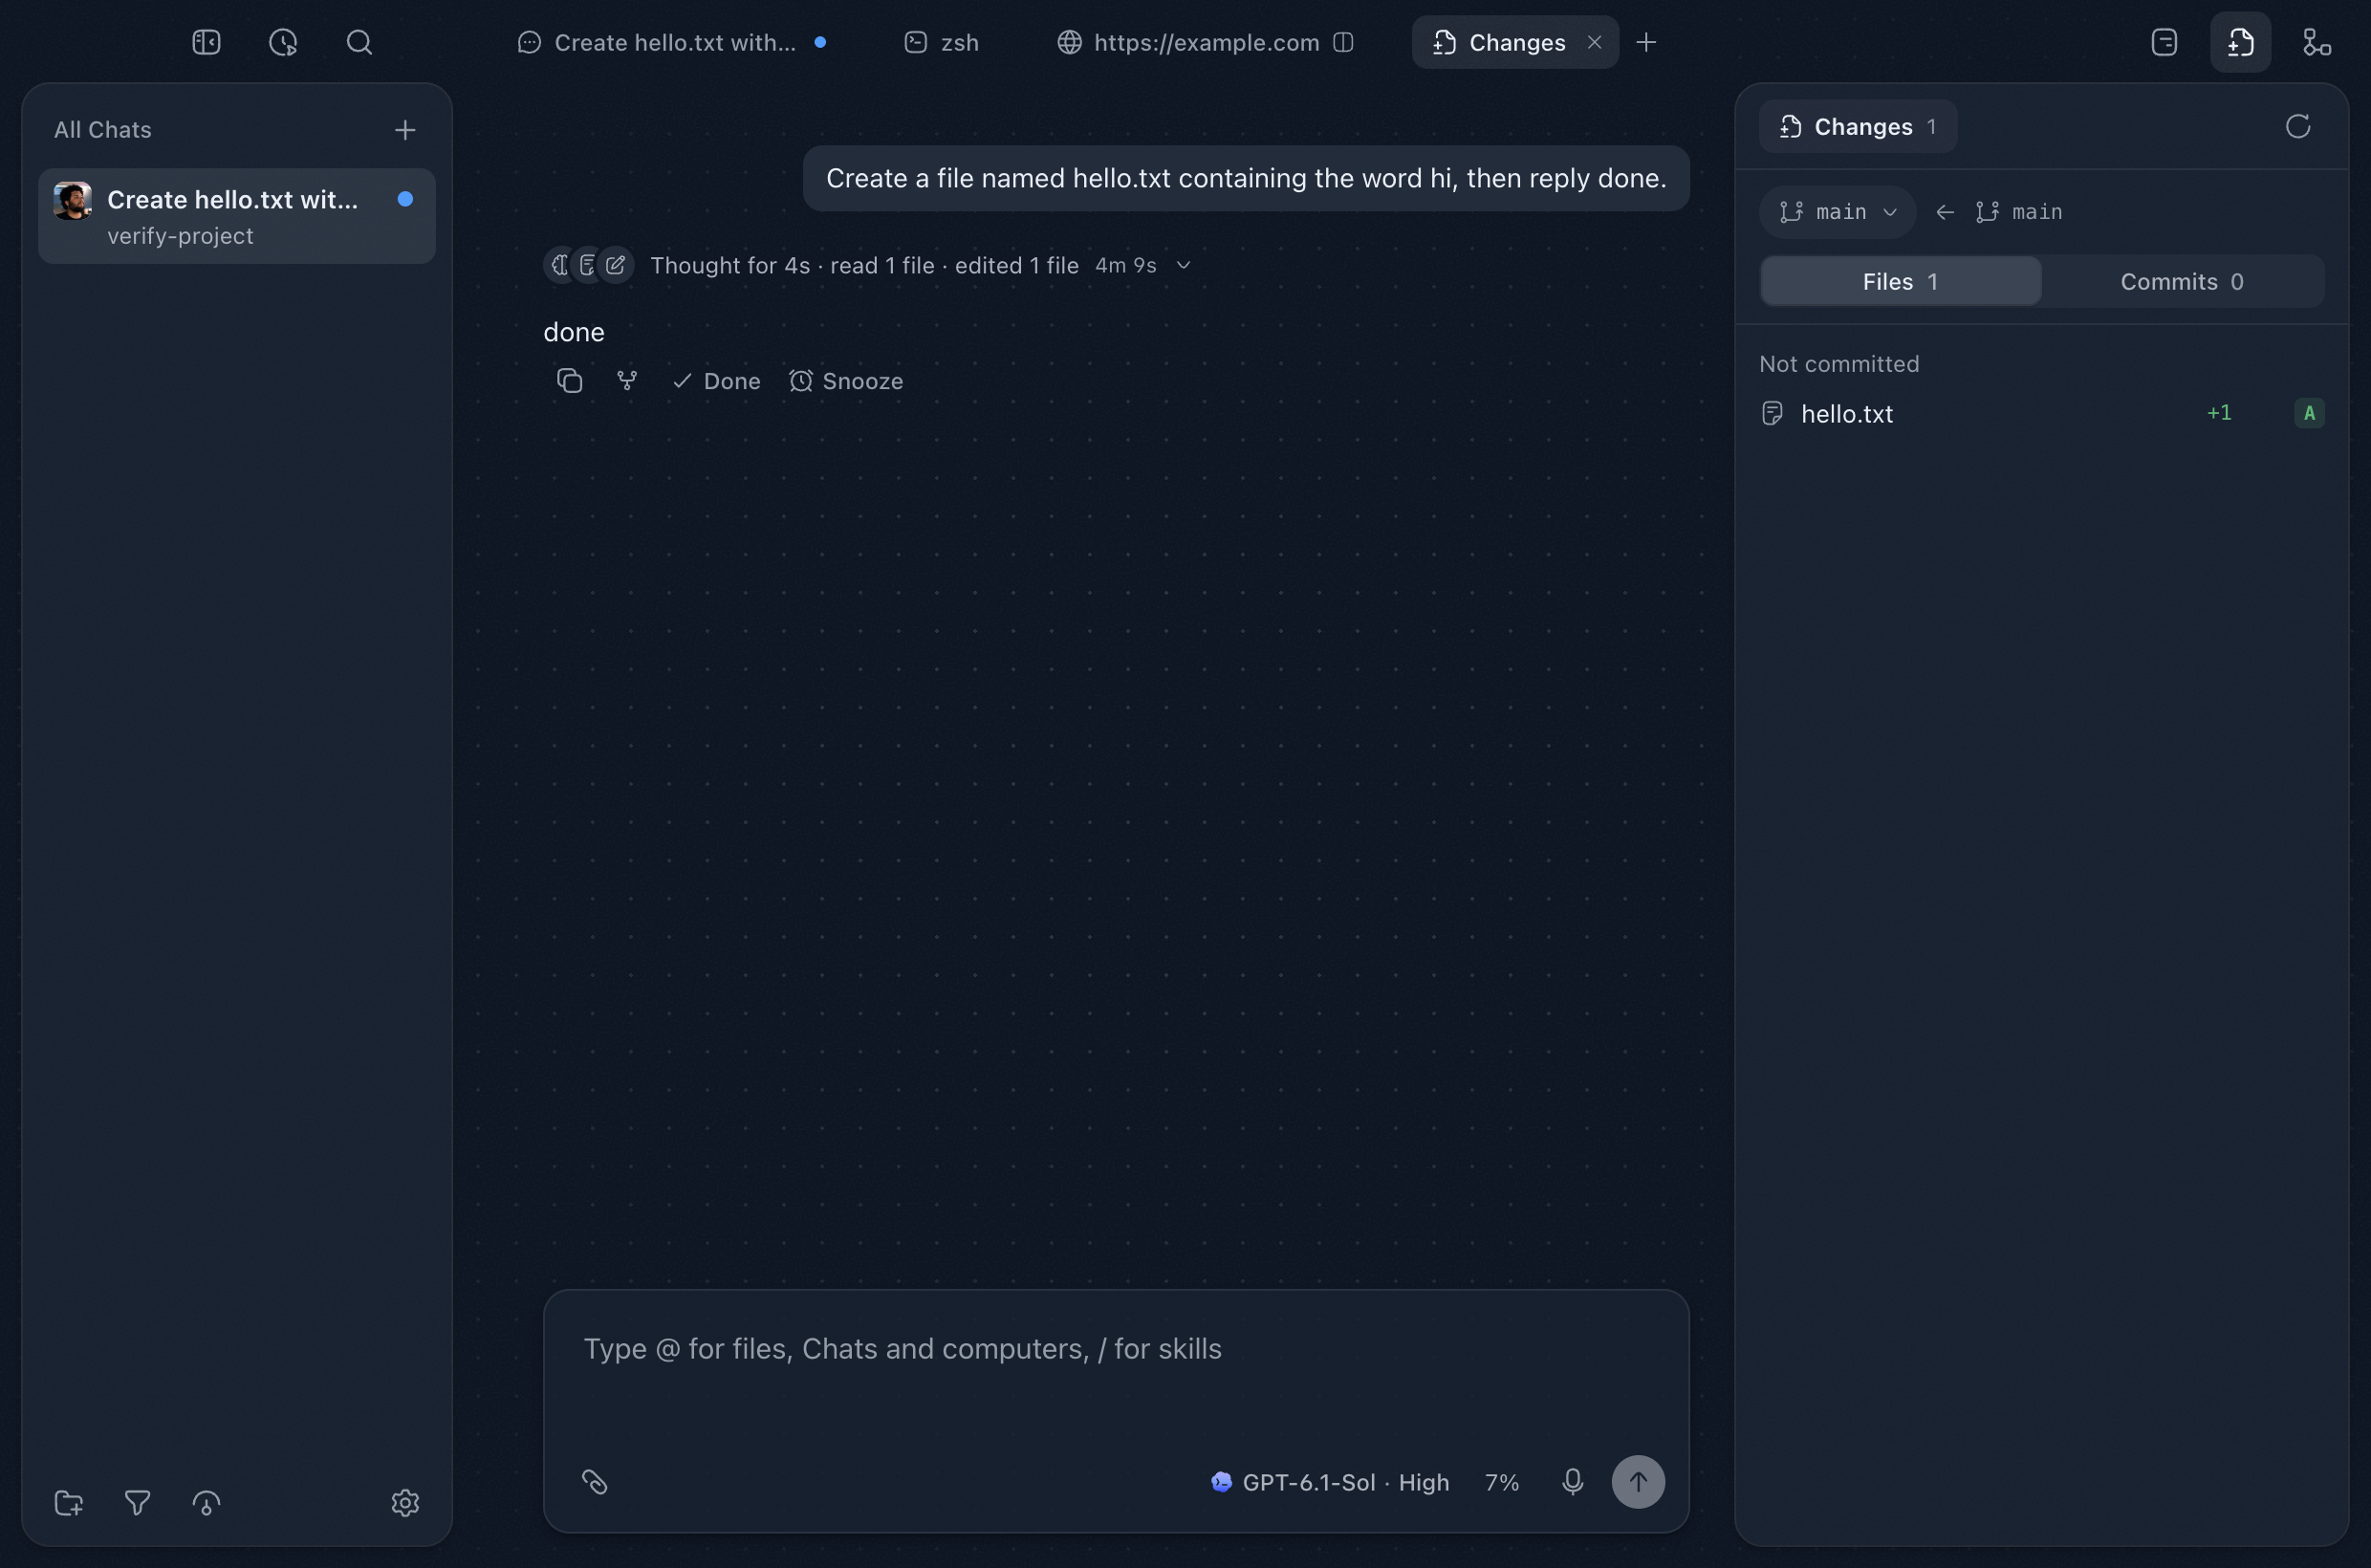 Create hello.txt with...
zsh
https://example.com
Changes
All Chats
Create hello.txt wit...
verify-project
Create a file named hello.txt containing the word hi, then reply done.
Thought for 4s · read 1 file · edited 1 file 4m 9s
done
Done
Snooze
Type @ for files, Chats and computers, / for skills
GPT-6.1-Sol · High 7%
Changes 1
main ← main
Files 1
Commits 0
Not committed
hello.txt +1 A